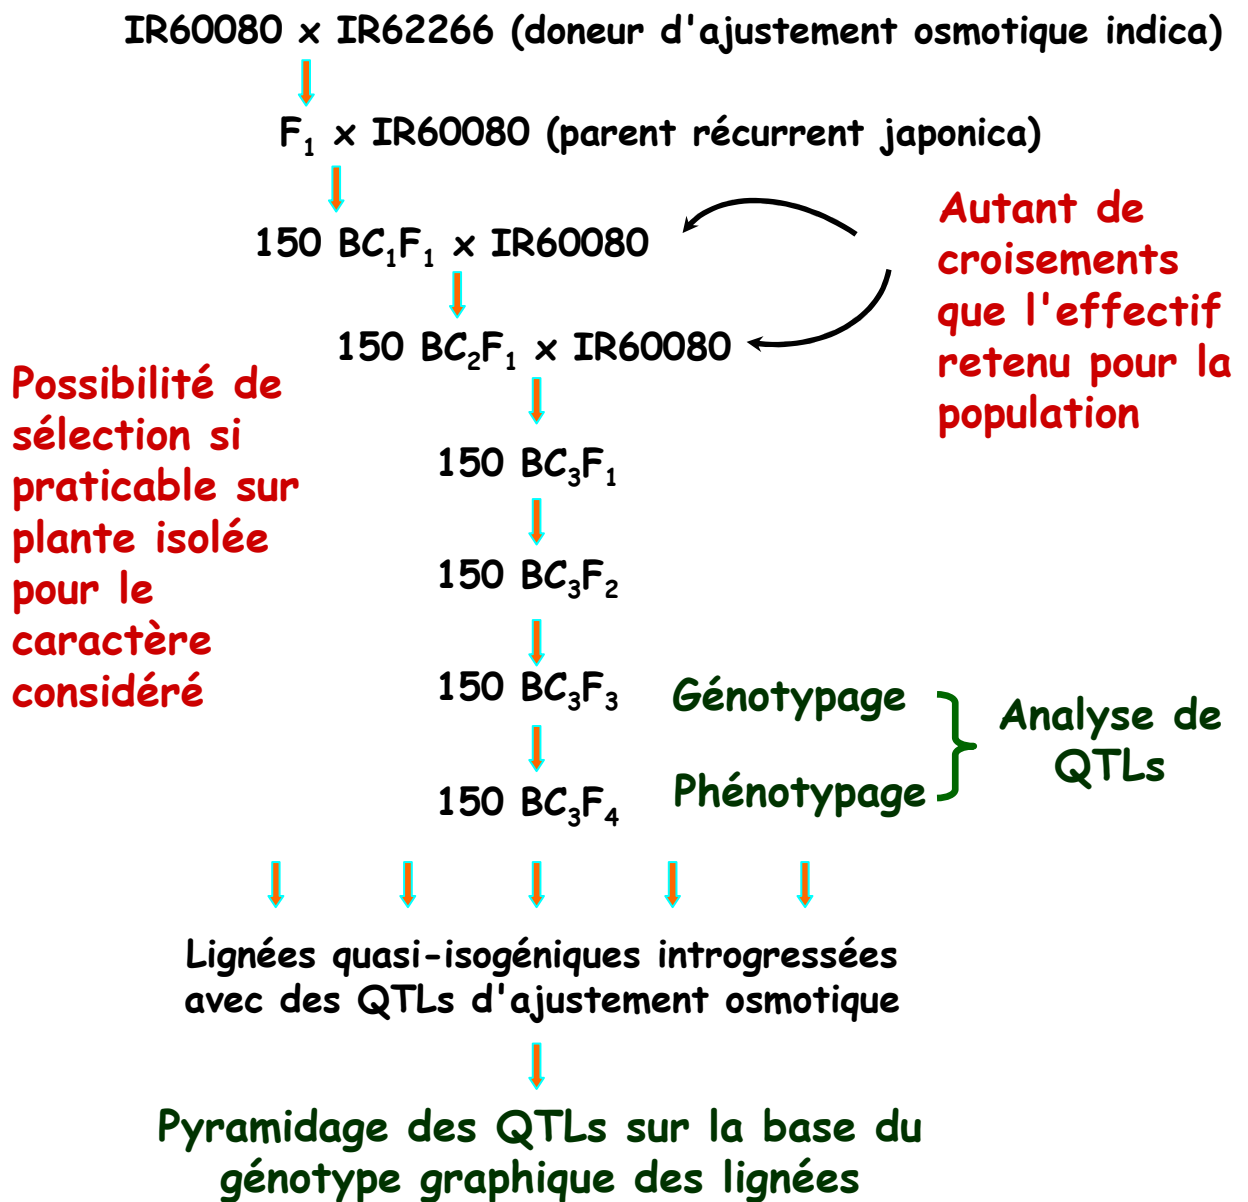 IR60080 x IR62266 (doneur d'ajustement osmotique indica)
F₁ x IR60080 (parent récurrent japonica)
150 BC₁F₁ x IR60080
150 BC₂F₁ x IR60080
Autant de
croisements
que l'effectif
retenu pour la
population
Possibilité de
sélection si
praticable sur
plante isolée
pour le
caractère
considéré
150 BC₃F₁
150 BC₃F₂
150 BC₃F₃
Génotypage
150 BC₃F₄
Phénotypage
Analyse de
QTLs
Lignées quasi-isogéniques introgressées
avec des QTLs d'ajustement osmotique
Pyramidage des QTLs sur la base du
génotype graphique des lignées